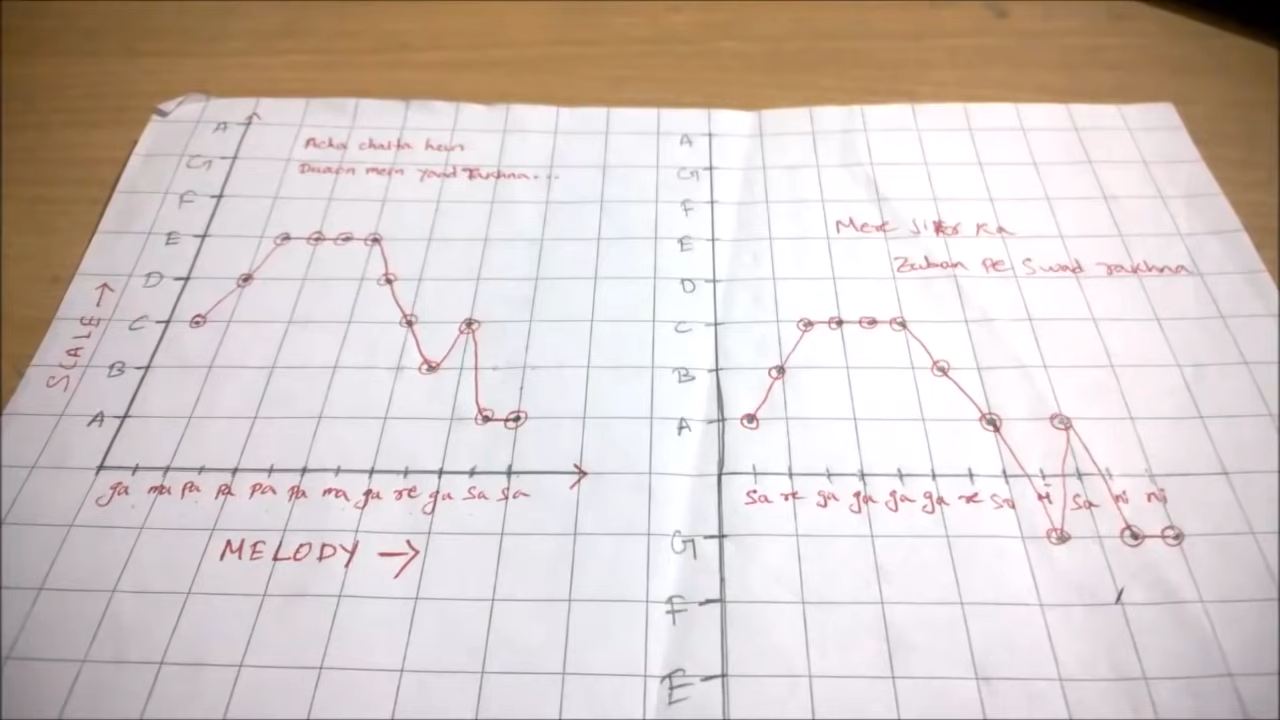 A
G
F
E
D
C
B
A
SCALE →
Acha chalta hun
Duaon mein yaad rakhna...
ga ma pa pa pa pa ma ga re ga sa sa
MELODY →
A
G
F
E
D
C
B
A
G
F
E
Mere Jikr Ka
Zuban pe Swad rakhna
sa re ga ga ga ga re sa ni sa ni ni